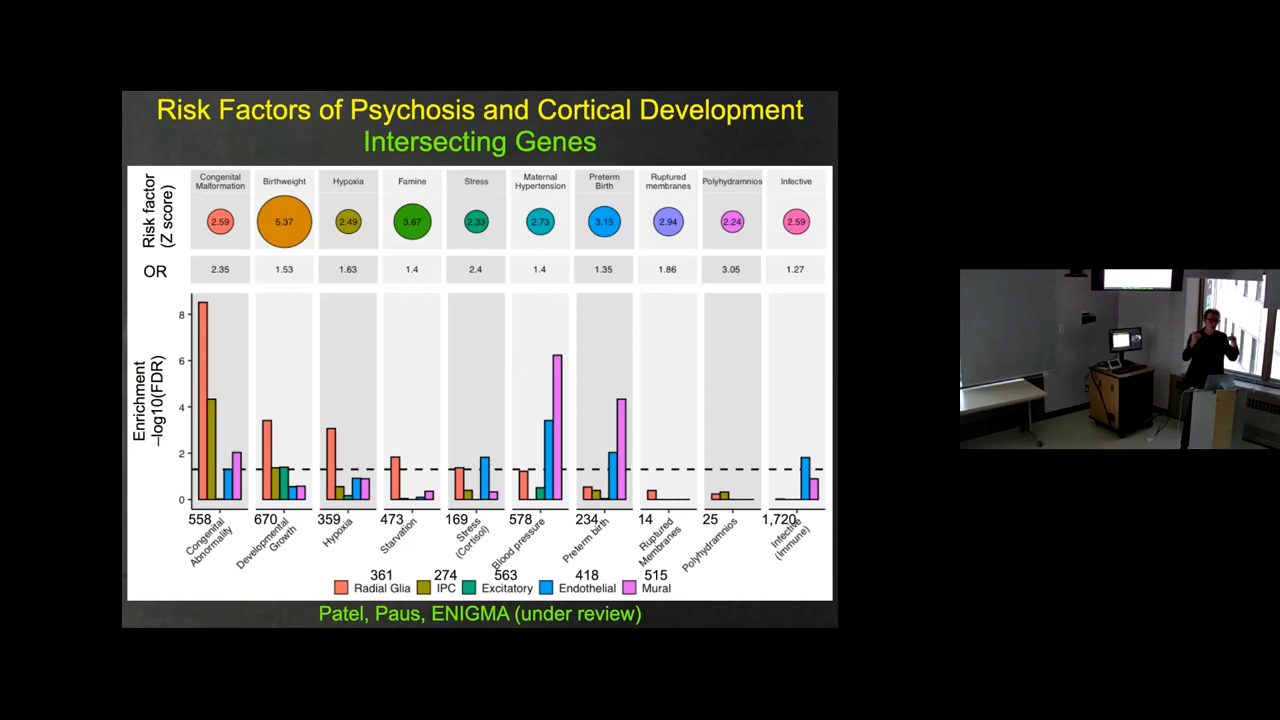 Risk Factors of Psychosis and Cortical Development
Intersecting Genes
Risk factor
(Z score)
Congenital
Malformation
Birthweight
Hypoxia
Famine
Stress
Maternal
Hypertension
Preterm
Birth
Ruptured
membranes
Polyhydramnios
Infective
2.59
5.37
2.49
3.67
2.33
2.73
3.15
2.94
2.24
2.59
OR
2.35
1.53
1.63
1.4
2.4
1.4
1.35
1.86
3.05
1.27
Enrichment
−log10(FDR)
8
6
4
2
0
558
670
359
473
169
578
234
14
25
1,720
Congenital
Abnormality
Developmental
Growth
Hypoxia
Starvation
Stress
(Cortisol)
Blood pressure
Preterm birth
Ruptured
Membranes
Polyhydramnios
Infective
(Immune)
361
274
563
418
515
Radial Glia
IPC
Excitatory
Endothelial
Mural
Patel, Paus, ENIGMA (under review)